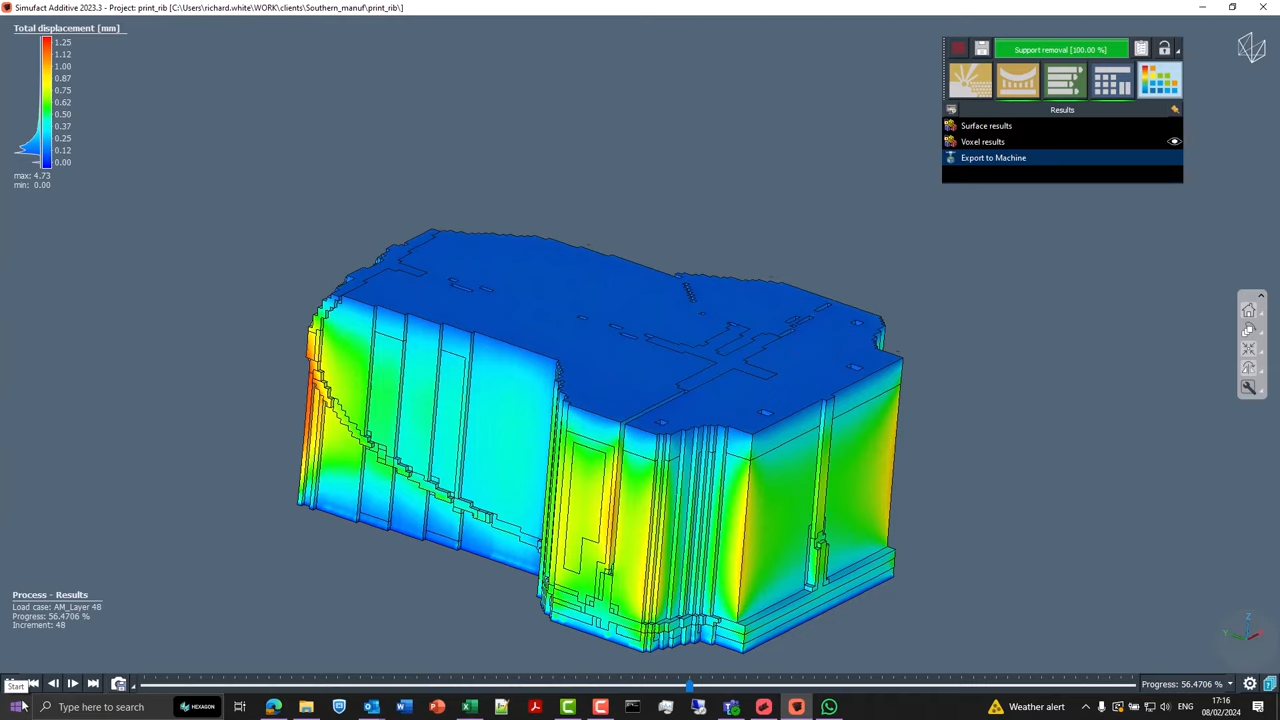 Simufact Additive 2023.3 - Project: print_rib [C:\Users\richard.white\WORK\clients\Southern_manuf\print_rib\]
Total displacement [mm]
1.25
1.12
1.00
0.87
0.75
0.62
0.50
0.37
0.25
0.12
0.00
max: 4.73
min: 0.00
Support removal [100.00 %]
Results
Surface results
Voxel results
Export to Machine
Process - Results
Load case: AM_Layer 48
Progress: 56.4706 %
Increment: 48
Z
Y
Start
Progress: 56.4706 %
Type here to search
HEXAGON
Weather alert
17:16
08/02/2024